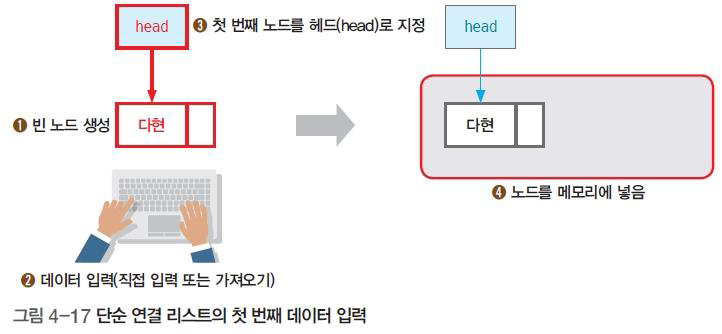 head
❸ 첫 번째 노드를 헤드(head)로 지정
❶ 빈 노드 생성
다현
❷ 데이터 입력(직접 입력 또는 가져오기)
head
다현
❹ 노드를 메모리에 넣음
그림 4-17 단순 연결 리스트의 첫 번째 데이터 입력